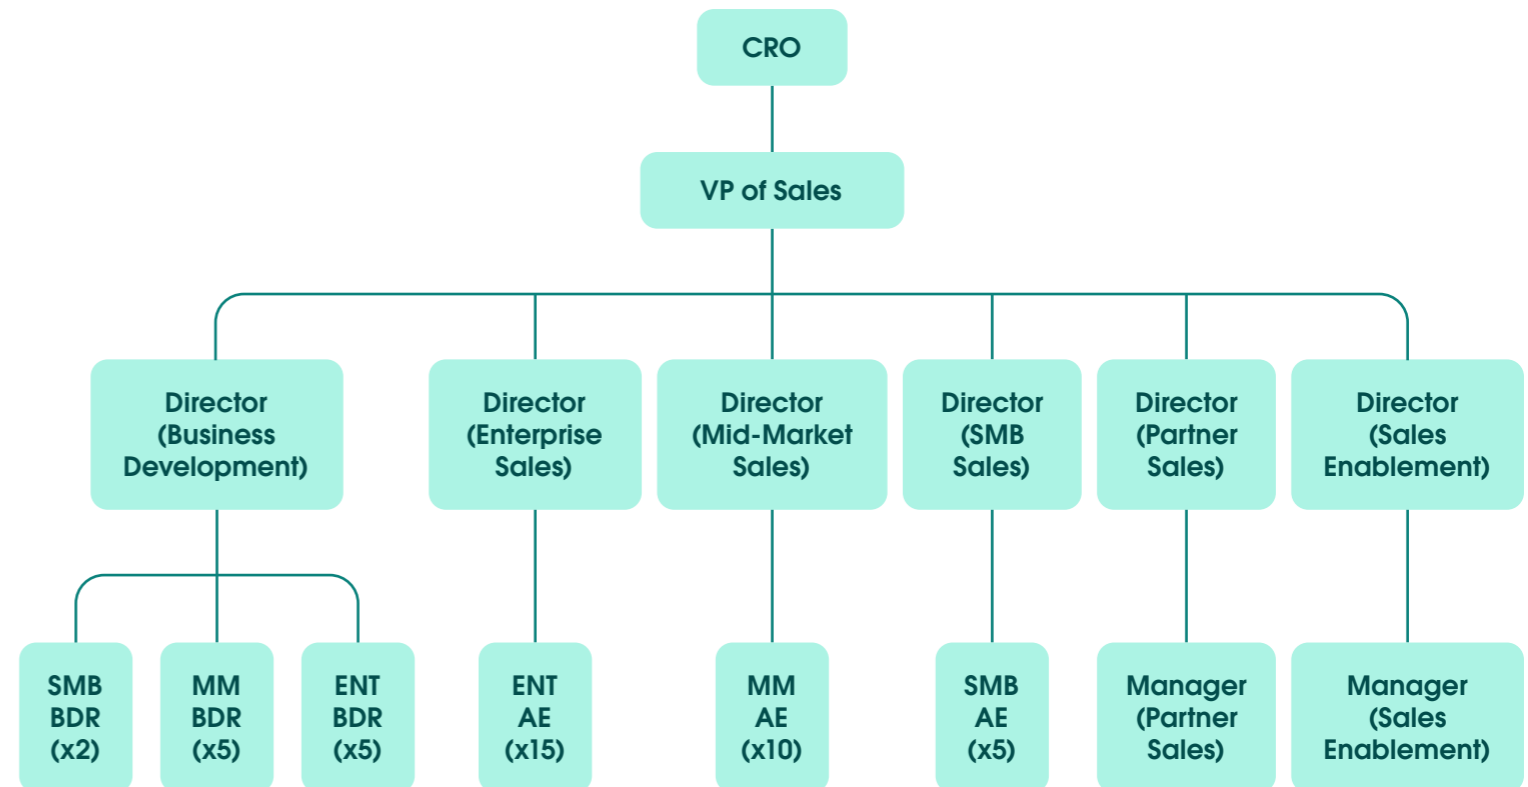 CRO
VP of Sales
Director
(Business
Development)
Director
(Enterprise
Sales)
Director
(Mid-Market
Sales)
Director
(SMB
Sales)
Director
(Partner
Sales)
Director
(Sales
Enablement)
SMB
BDR
(x2)
MM
BDR
(x5)
ENT
BDR
(x5)
ENT
AE
(x15)
MM
AE
(x10)
SMB
AE
(x5)
Manager
(Partner
Sales)
Manager
(Sales
Enablement)